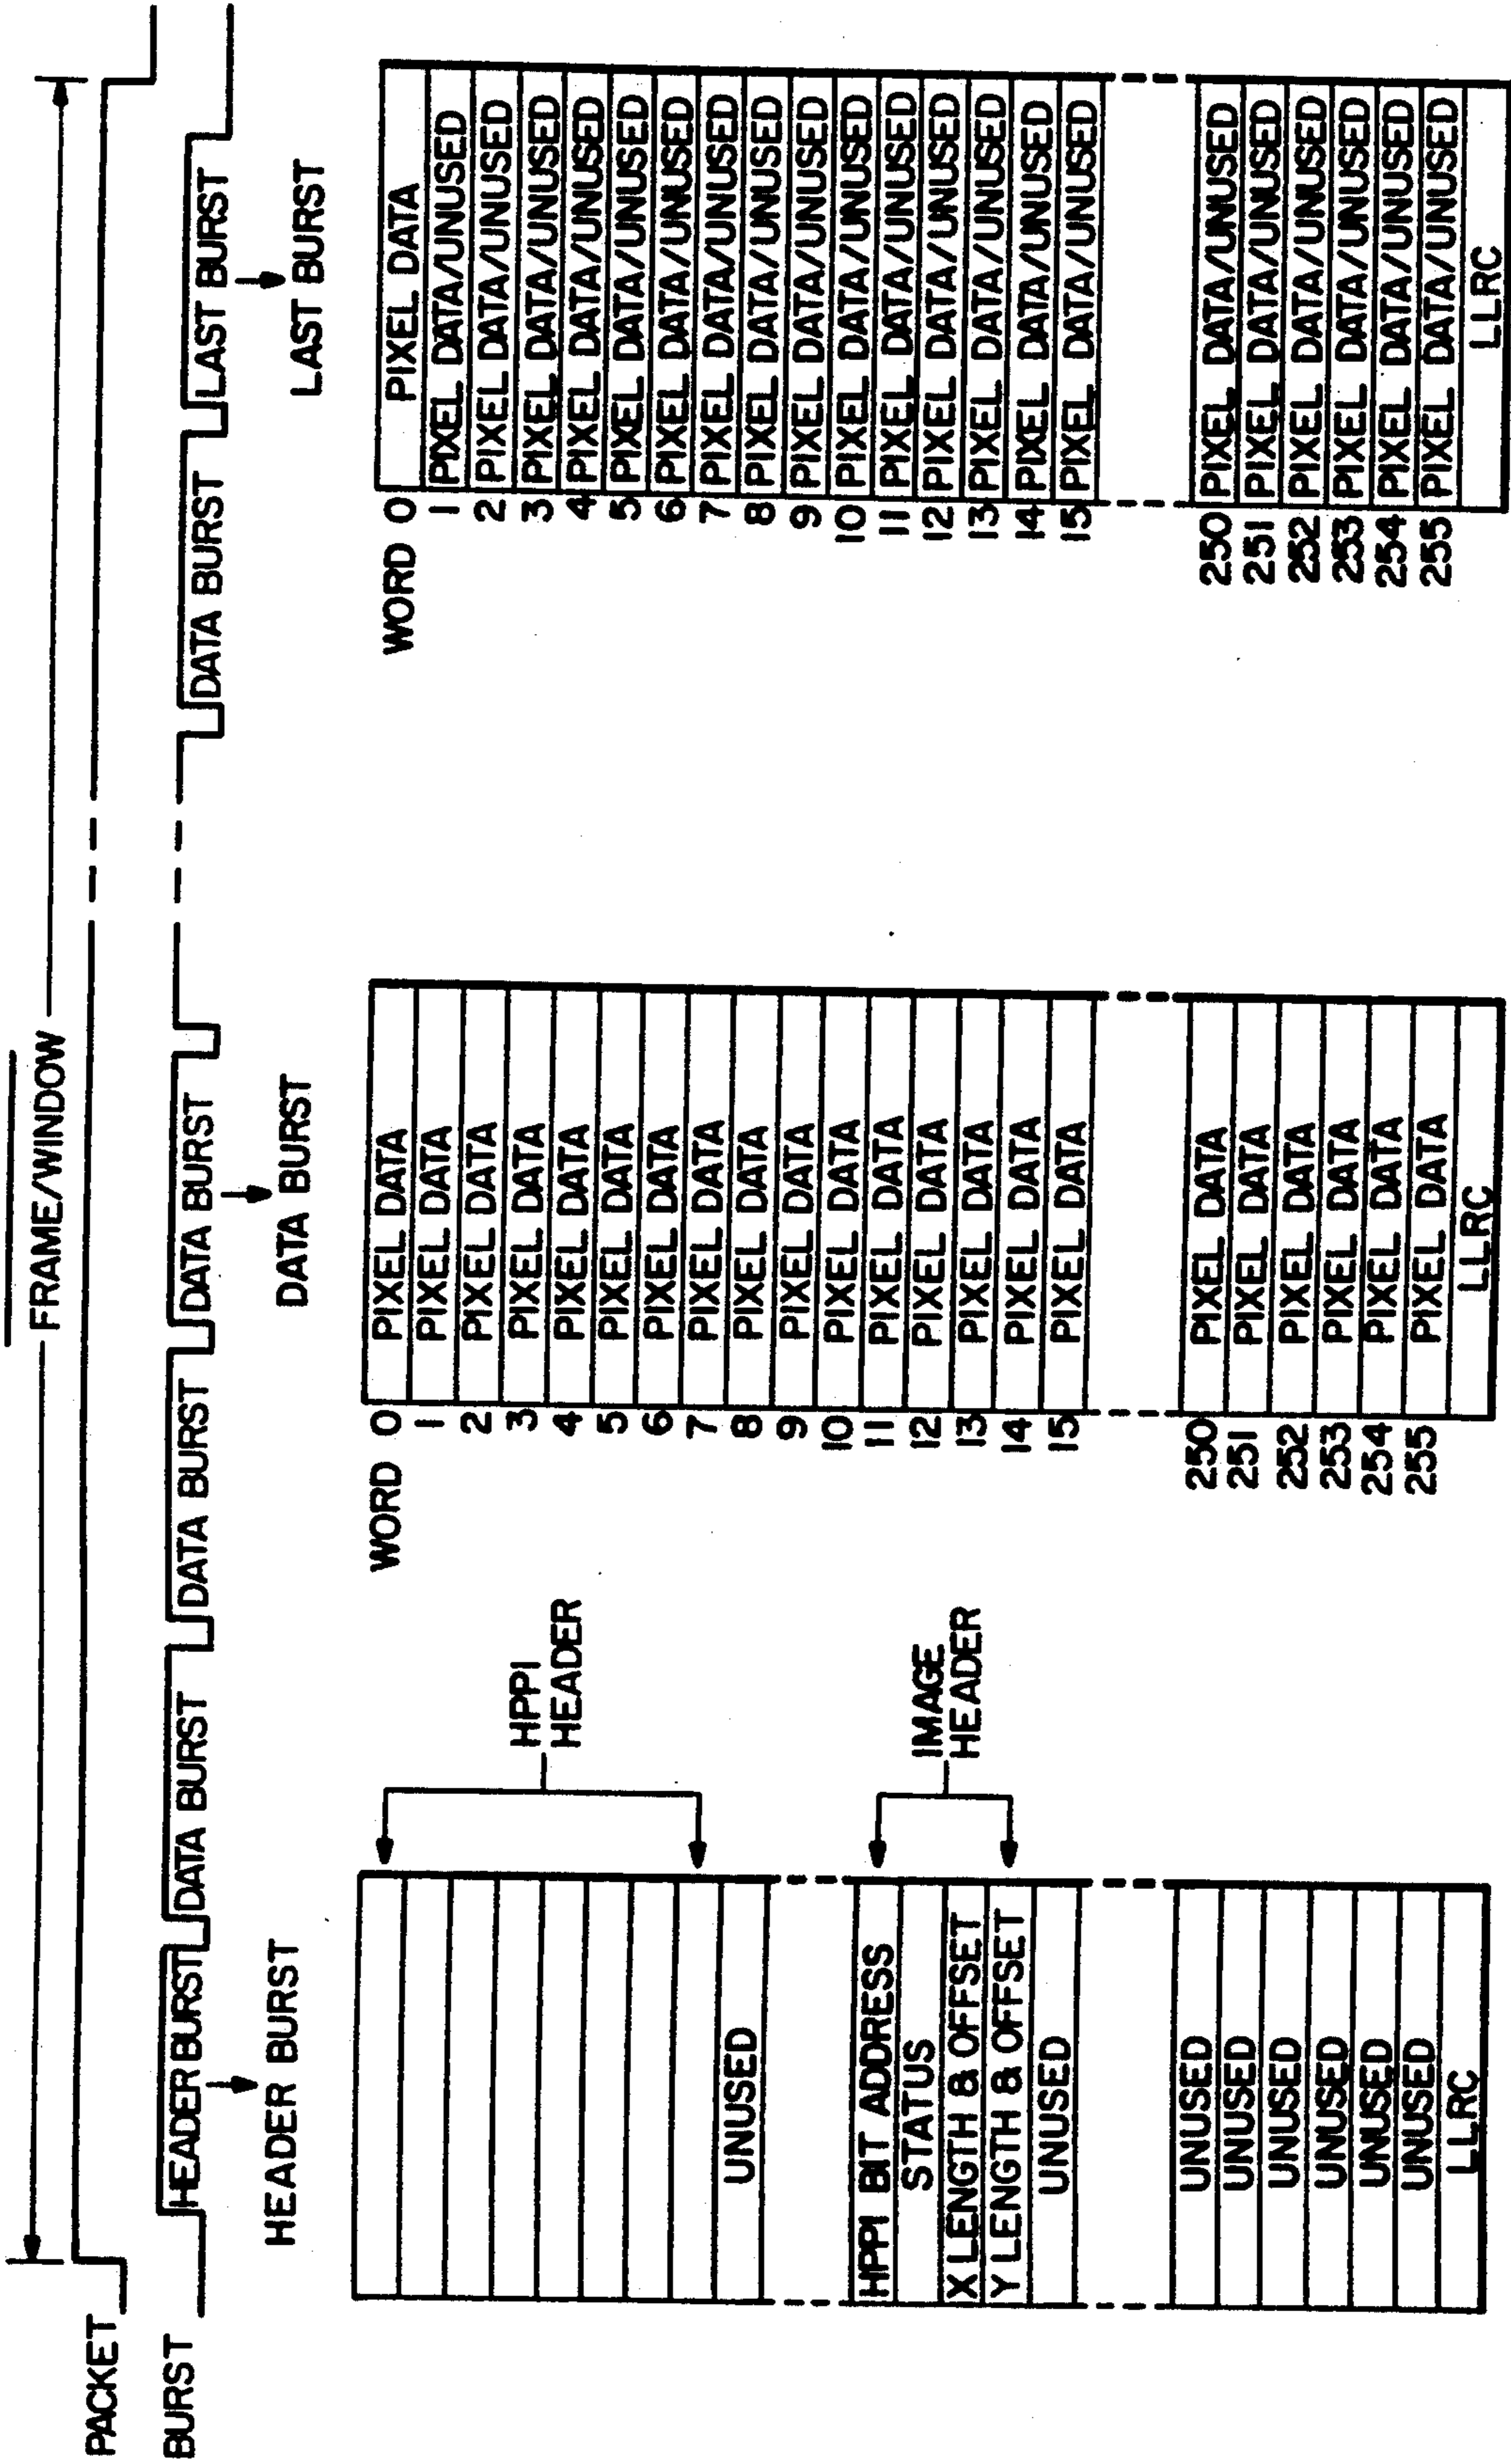 FRAME/WINDOW
PACKET
BURST
HEADER BURST
DATA BURST
DATA BURST
DATA BURST
DATA BURST
LAST BURST
HEADER BURST
UNUSED
HPPI BIT ADDRESS
STATUS
X LENGTH & OFFSET
Y LENGTH & OFFSET
UNUSED
UNUSED
UNUSED
UNUSED
UNUSED
UNUSED
UNUSED
LLRC
HPPI
HEADER
IMAGE
HEADER
DATA BURST
WORD 0 PIXEL DATA
1 PIXEL DATA
2 PIXEL DATA
3 PIXEL DATA
4 PIXEL DATA
5 PIXEL DATA
6 PIXEL DATA
7 PIXEL DATA
8 PIXEL DATA
9 PIXEL DATA
10 PIXEL DATA
11 PIXEL DATA
12 PIXEL DATA
13 PIXEL DATA
14 PIXEL DATA
15 PIXEL DATA
250 PIXEL DATA
251 PIXEL DATA
252 PIXEL DATA
253 PIXEL DATA
254 PIXEL DATA
255 PIXEL DATA
LLRC
LAST BURST
WORD 0 PIXEL DATA
1 PIXEL DATA/UNUSED
2 PIXEL DATA/UNUSED
3 PIXEL DATA/UNUSED
4 PIXEL DATA/UNUSED
5 PIXEL DATA/UNUSED
6 PIXEL DATA/UNUSED
7 PIXEL DATA/UNUSED
8 PIXEL DATA/UNUSED
9 PIXEL DATA/UNUSED
10 PIXEL DATA/UNUSED
11 PIXEL DATA/UNUSED
12 PIXEL DATA/UNUSED
13 PIXEL DATA/UNUSED
14 PIXEL DATA/UNUSED
15 PIXEL DATA/UNUSED
250 PIXEL DATA/UNUSED
251 PIXEL DATA/UNUSED
252 PIXEL DATA/UNUSED
253 PIXEL DATA/UNUSED
254 PIXEL DATA/UNUSED
255 PIXEL DATA/UNUSED
LLRC